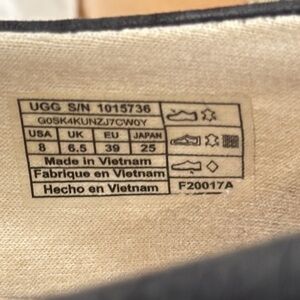 UGG S/N 1015736
G0SK4KUNZJ7CW0Y
USA UK EU JAPAN
8 6.5 39 25
Made in Vietnam
Fabrique en Vietnam
Hecho en Vietnam F20017A